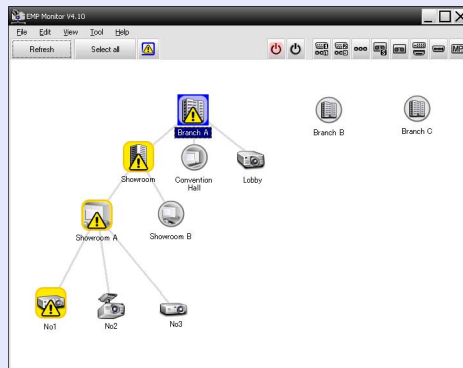 EMP Monitor V4.10
File Edit View Tool Help
Refresh Select all
Branch A
Branch B
Branch C
Showroom
Convention
Hall
Lobby
Showroom A
Showroom B
No1
No2
No3